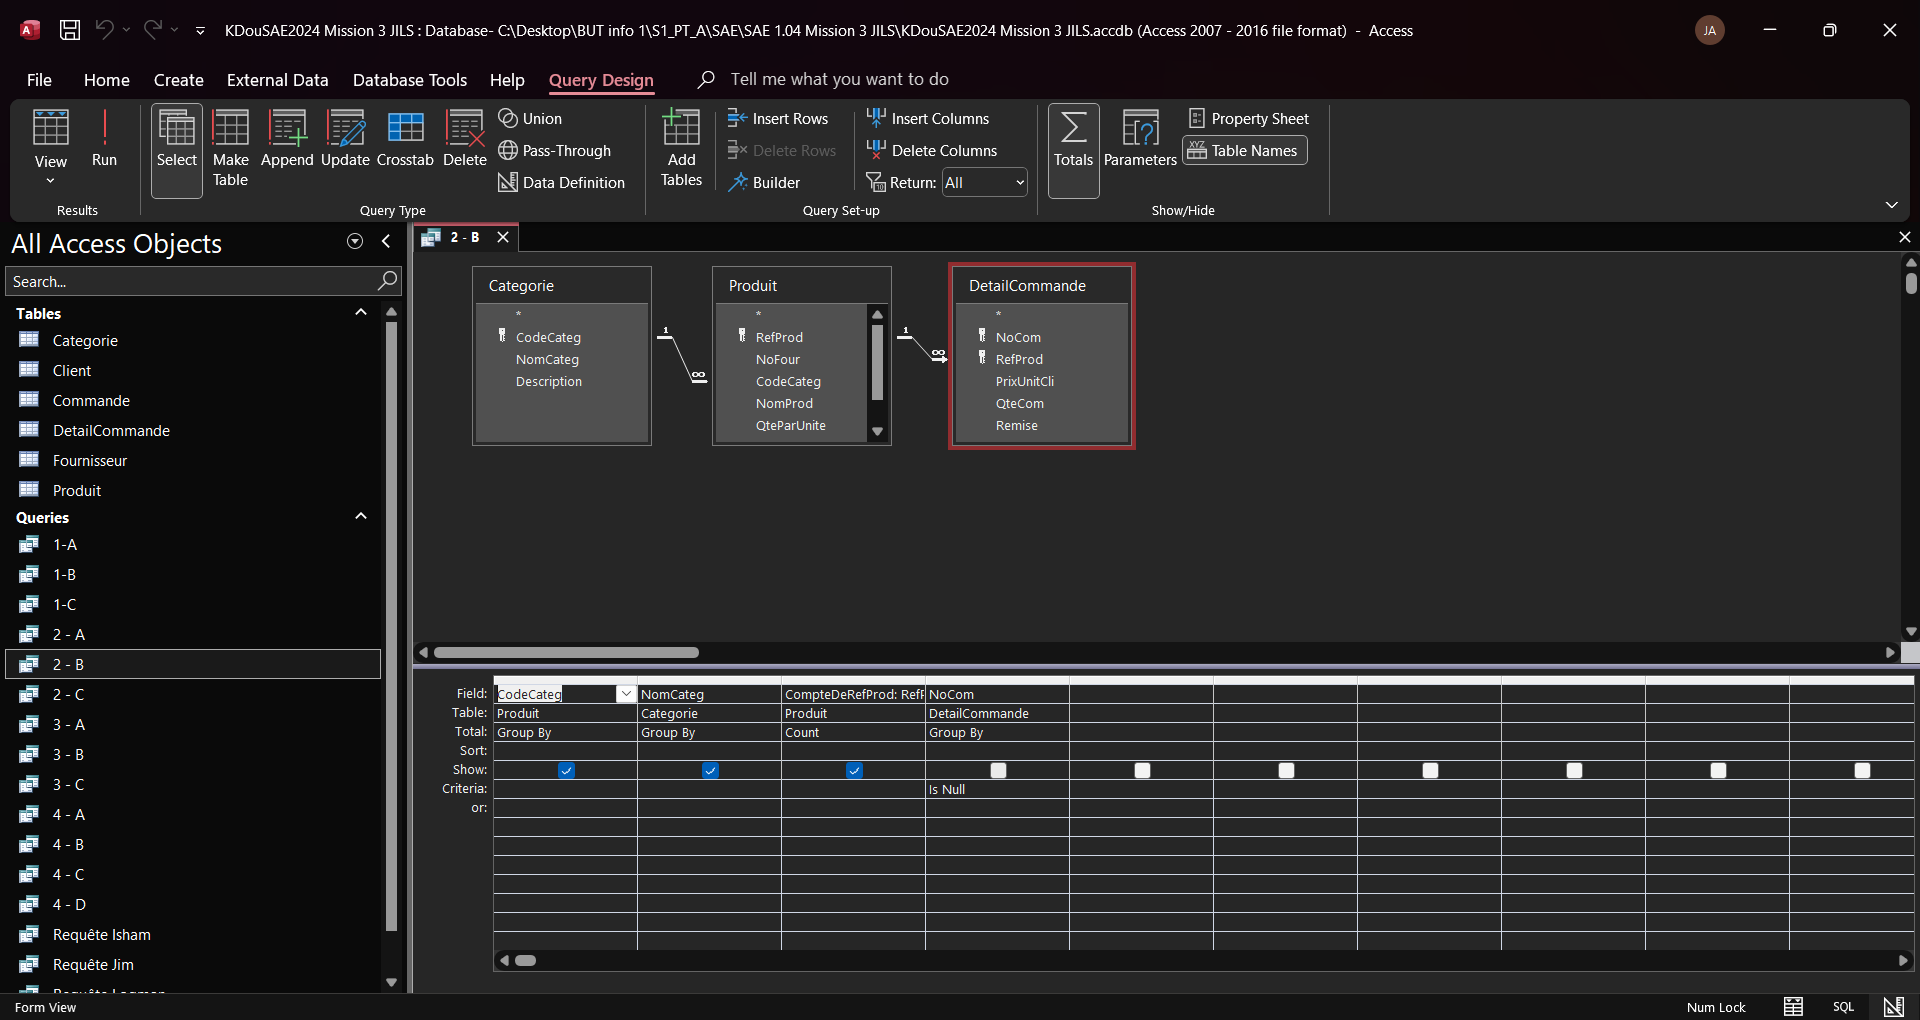 KDouSAE2024 Mission 3 JILS : Database- C:\Desktop\BUT info 1\S1_PT_A\SAE\SAE 1.04 Mission 3 JILS\KDouSAE2024 Mission 3 JILS.accdb (Access 2007 - 2016 file format) - Access
JA
File Home Create External Data Database Tools Help Query Design Tell me what you want to do
View
Run
Results
Select
Make Table
Append
Update
Crosstab
Delete
Union
Pass-Through
Data Definition
Query Type
Add Tables
Insert Rows
Delete Rows
Builder
Insert Columns
Delete Columns
Return: All
Query Set-up
Totals
Parameters
Property Sheet
XYZ Table Names
Show/Hide
All Access Objects
Search...
Tables
Categorie
Client
Commande
DetailCommande
Fournisseur
Produit
Queries
1-A
1-B
1-C
2 - A
2 - B
2 - C
3 - A
3 - B
3 - C
4 - A
4 - B
4 - C
4 - D
Requête Isham
Requête Jim
2 - B
Categorie
*
CodeCateg
NomCateg
Description
1
∞
Produit
*
RefProd
NoFour
CodeCateg
NomProd
QteParUnite
1
∞
DetailCommande
*
NoCom
RefProd
PrixUnitCli
QteCom
Remise
Field: CodeCateg NomCateg CompteDeRefProd: RefP NoCom
Table: Produit Categorie Produit DetailCommande
Total: Group By Group By Count Group By
Sort:
Show:
Criteria: Is Null
or:
Form View
Num Lock
SQL